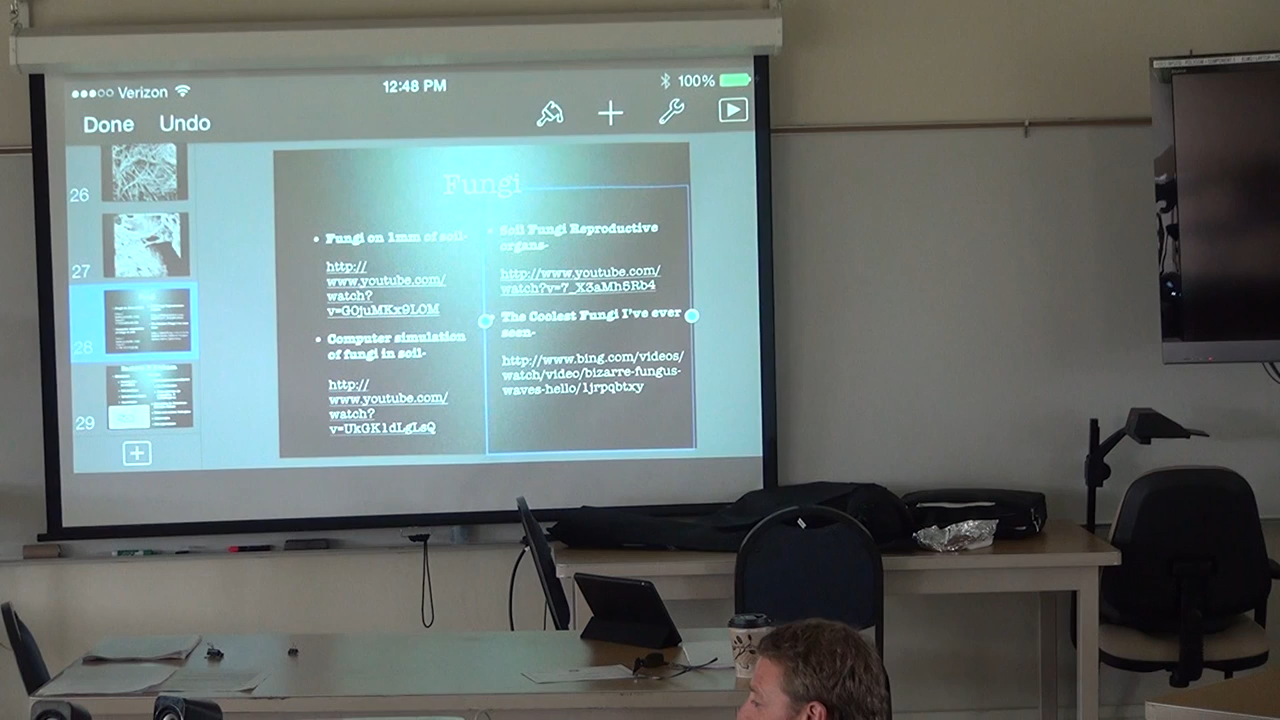 Verizon
12:48 PM
100%
Done Undo
26
27
28
29
Fungi
Fungi on 1mm of soil-
http://
www.youtube.com/
watch?
v=GOjuMKx9LOM
Computer simulation
of fungi in soil-
http://
www.youtube.com/
watch?
v=UkGK1dLgLsQ
Soil Fungi Reproductive
organs-
http://www.youtube.com/
watch?v=7_X3aMh5Rb4
The Coolest Fungi I've ever
seen-
http://www.bing.com/videos/
watch/video/bizarre-fungus-
waves-hello/1jrpqbtxy